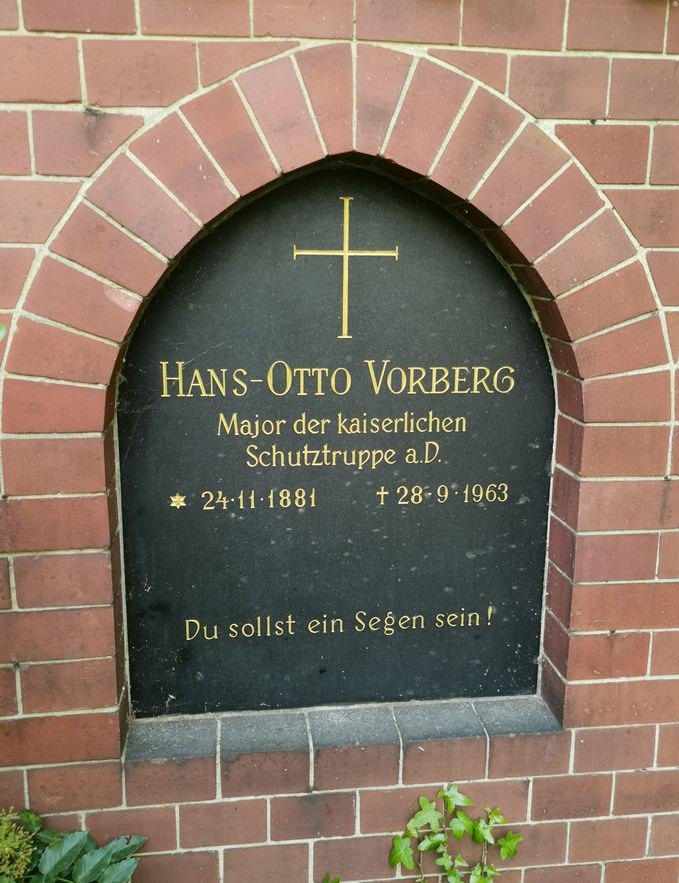 HANS-OTTO VORBERG
Major der kaiserlichen
Schutztruppe a.D.
24·11·1881 † 28·9·1963
Du sollst ein Segen sein!